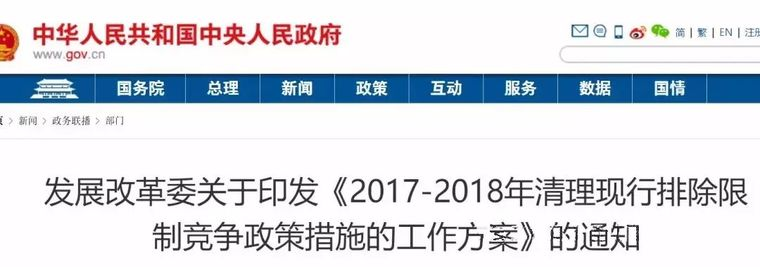 中华人民共和国中央人民政府
www.gov.cn
简 | 繁 | EN | 注册
国务院 总理 新闻 政策 互动 服务 数据 国情
> 新闻 > 政务联播 > 部门
发展改革委关于印发《2017-2018年清理现行排除限
制竞争政策措施的工作方案》的通知